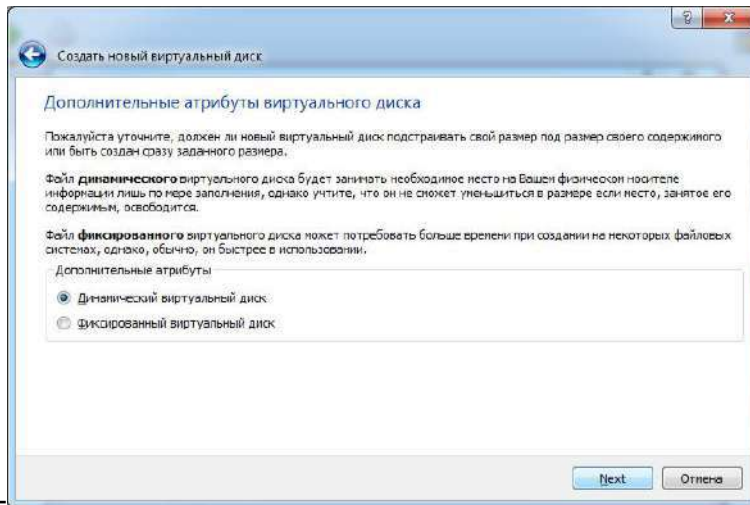 Создать новый виртуальный диск
Дополнительные атрибуты виртуального диска
Пожалуйста уточните, должен ли новый виртуальный диск подстраивать свой размер под размер своего содержимого
или быть создан сразу заданного размера.
Файл динамического виртуального диска будет занимать необходимое место на Вашем физическом носителе
информации лишь по мере заполнения, однако учтите, что он не сможет уменьшиться в размере если место, занятое его
содержимым, освободится.
Файл фиксированного виртуального диска может потребовать больше времени при создании на некоторых файловых
системах, однако, обычно, он быстрее в использовании.
Дополнительные атрибуты
Динамический виртуальный диск
Фиксированный виртуальный диск
Next Отмена